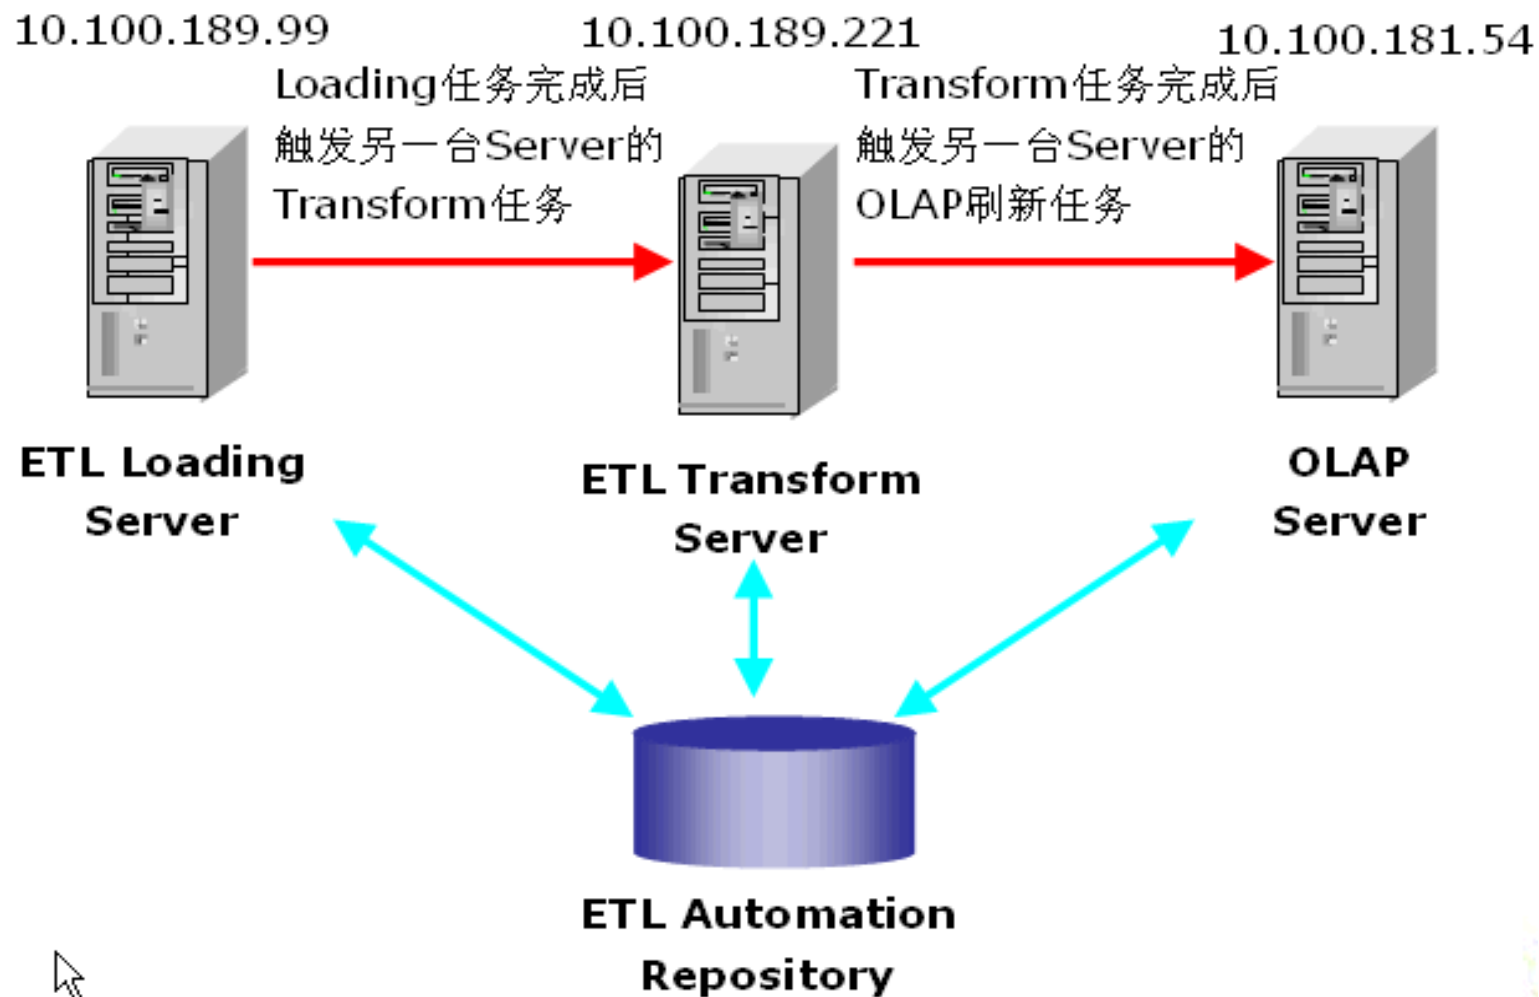 10.100.189.99
10.100.189.221
10.100.181.54
Loading任务完成后
触发另一台Server的
Transform任务
Transform任务完成后
触发另一台Server的
OLAP刷新任务
ETL Loading
Server
ETL Transform
Server
OLAP
Server
ETL Automation
Repository